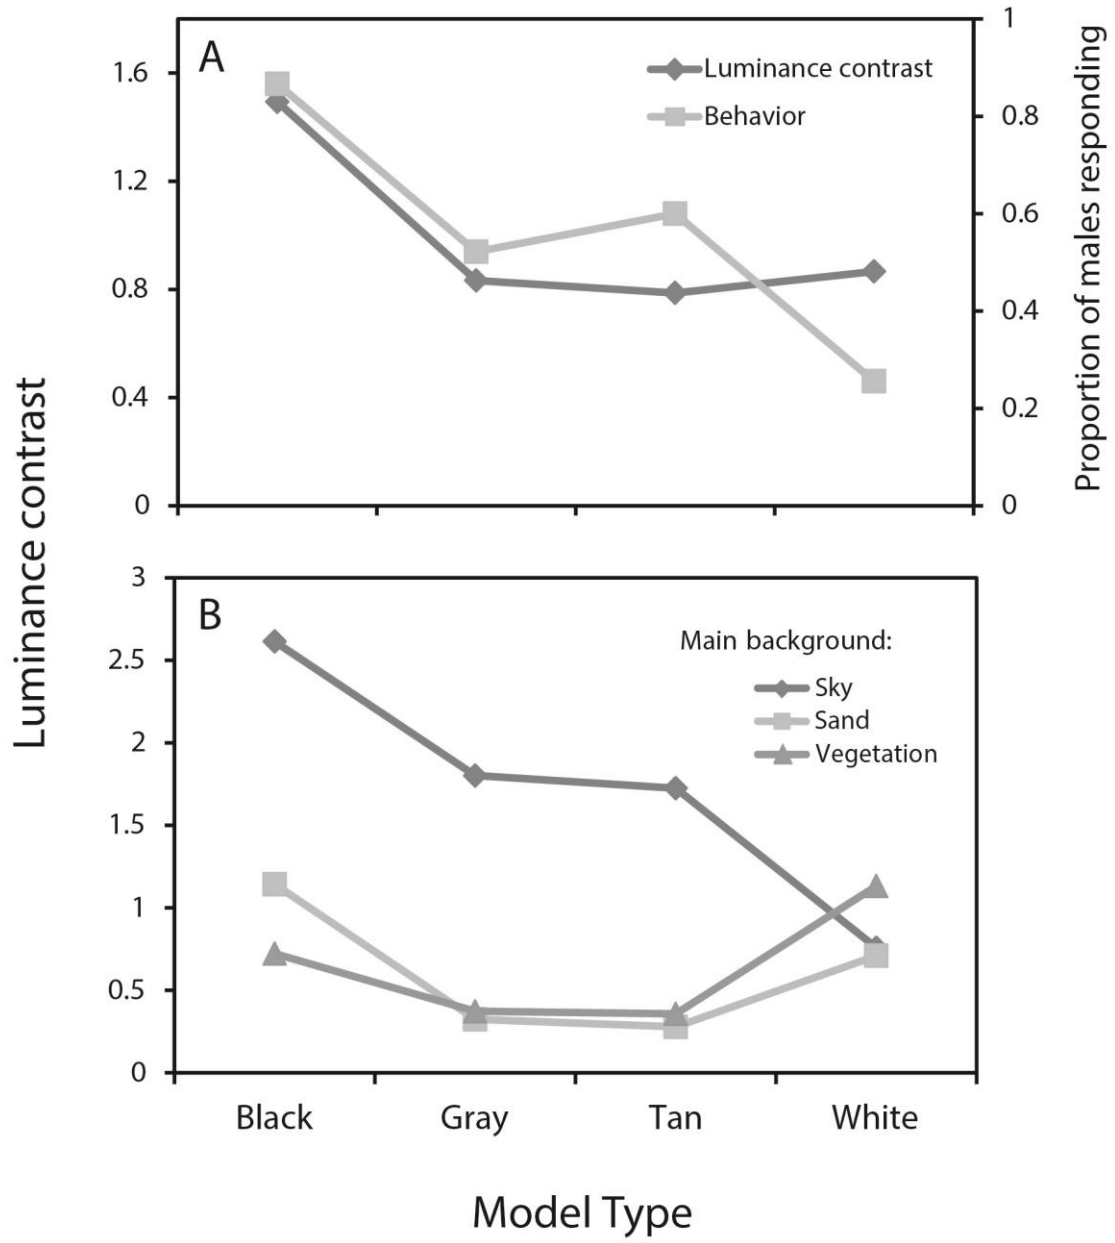 A
Luminance contrast
Behavior
1.6
1.2
0.8
0.4
0
1
0.8
0.6
0.4
0.2
0
Proportion of males responding
Luminance contrast
B
Main background:
Sky
Sand
Vegetation
3
2.5
2
1.5
1
0.5
0
Black Gray Tan White
Model Type